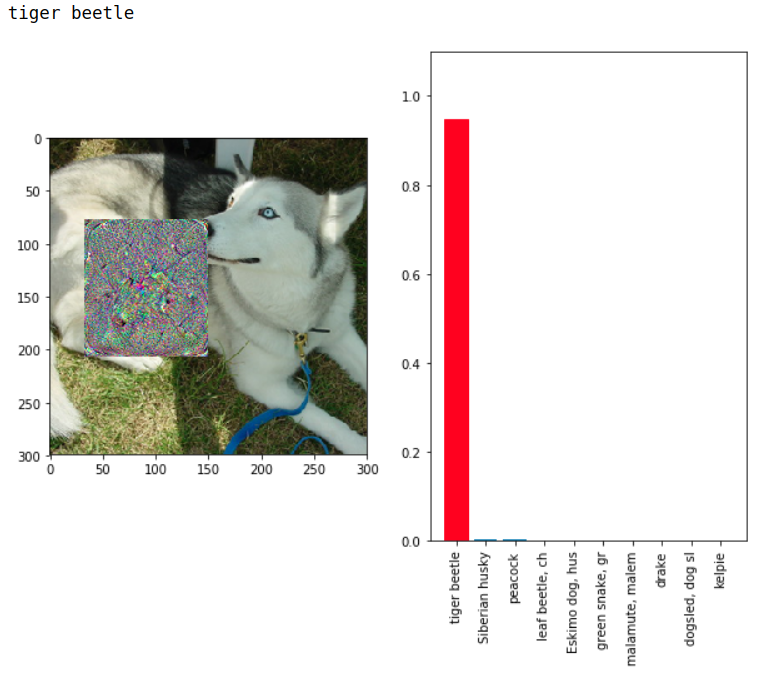 tiger beetle
0
50
100
150
200
250
300
0 50 100 150 200 250 300
1.0
0.8
0.6
0.4
0.2
0.0
tiger beetle
Siberian husky
peacock
leaf beetle, ch
Eskimo dog, hus
green snake, gr
malamute, malem
drake
dogsled, dog sl
kelpie